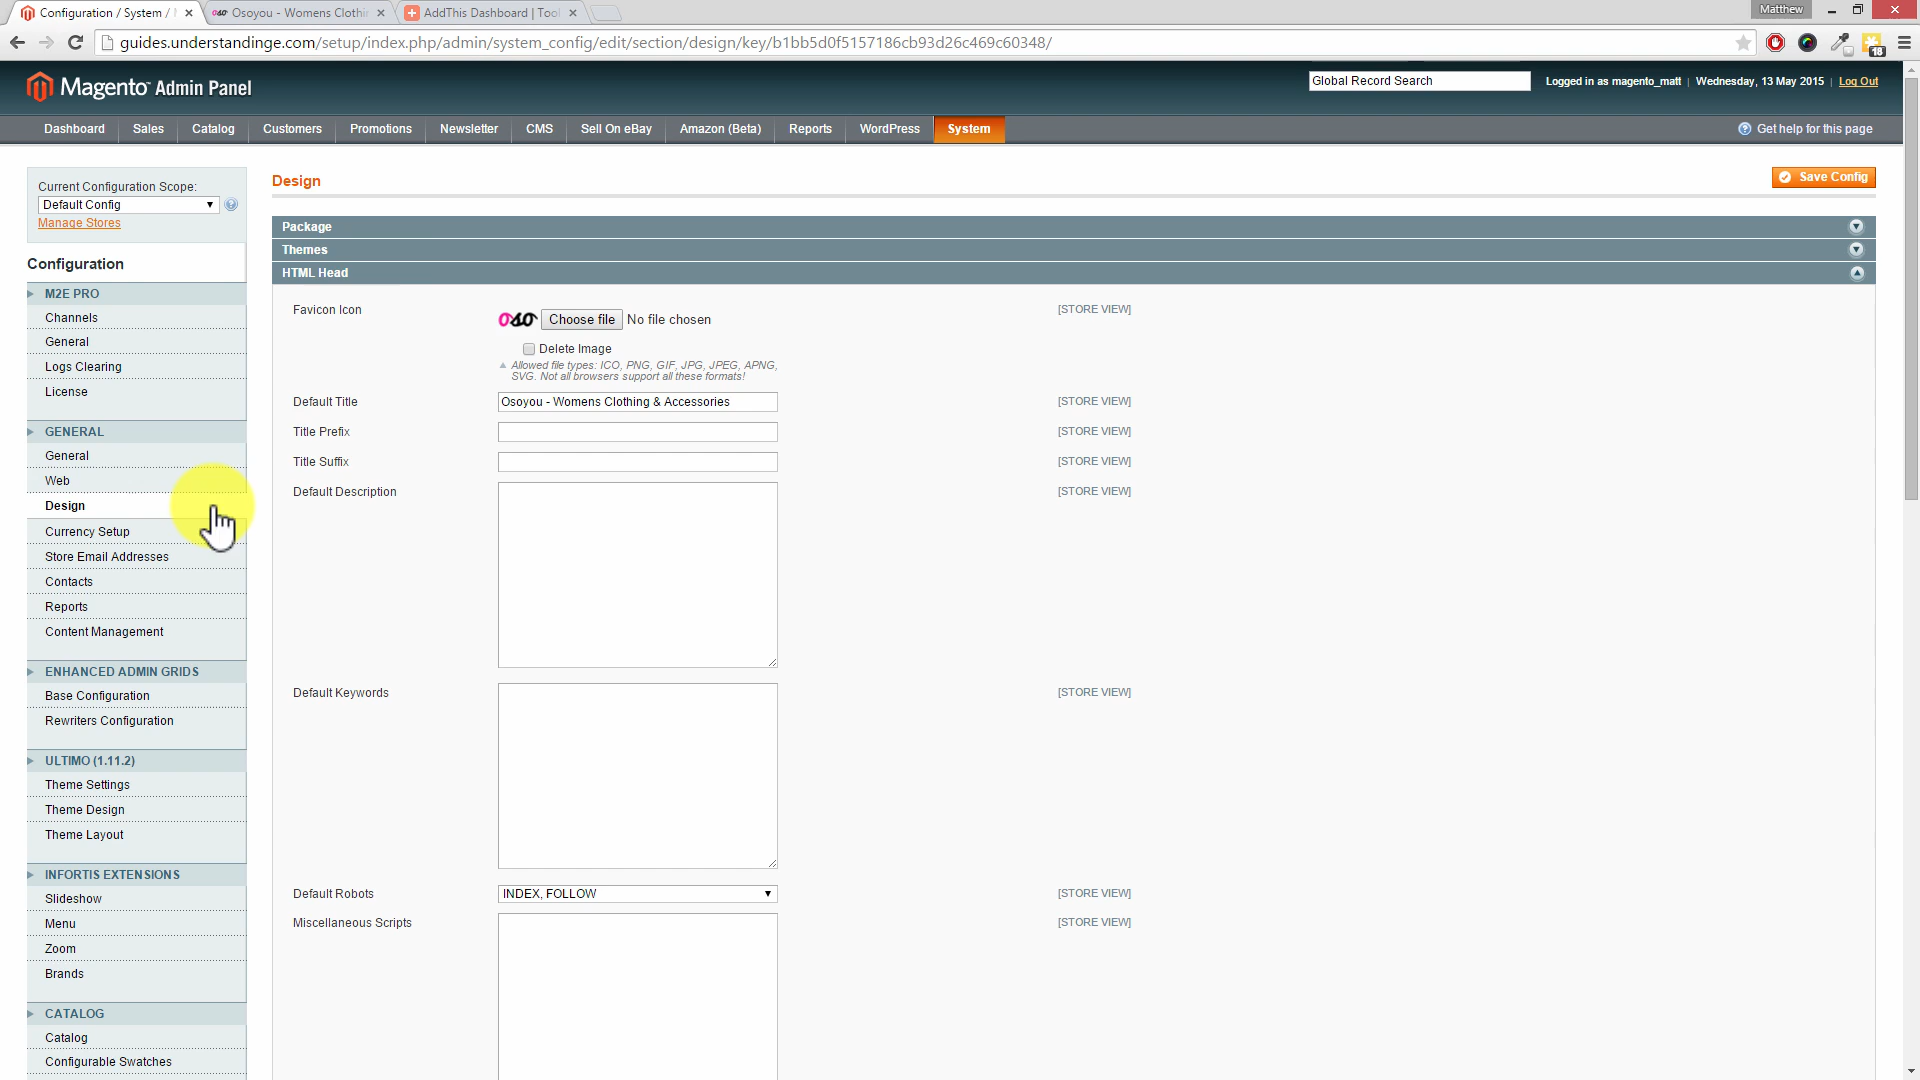 Configuration / System /
Osoyou - Womens Clothin
AddThis Dashboard | Tool
Matthew
guides.understandinge.com/setup/index.php/admin/system_config/edit/section/design/key/b1bb5d0f5157186cb93d26c469c60348/
18
Magento Admin Panel
Global Record Search
Logged in as magento_matt | Wednesday, 13 May 2015 | Log Out
Dashboard Sales Catalog Customers Promotions Newsletter CMS Sell On eBay Amazon (Beta) Reports WordPress System
Get help for this page
Current Configuration Scope:
Default Config
Manage Stores
Configuration
M2E PRO
Channels
General
Logs Clearing
License
GENERAL
General
Web
Design
Currency Setup
Store Email Addresses
Contacts
Reports
Content Management
ENHANCED ADMIN GRIDS
Base Configuration
Rewriters Configuration
ULTIMO (1.11.2)
Theme Settings
Theme Design
Theme Layout
INFORTIS EXTENSIONS
Slideshow
Menu
Zoom
Brands
CATALOG
Catalog
Configurable Swatches
Design
Save Config
Package
Themes
HTML Head
Favicon Icon
oso Choose file No file chosen
[STORE VIEW]
Delete Image
Allowed file types: ICO, PNG, GIF, JPG, JPEG, APNG,
SVG. Not all browsers support all these formats!
Default Title Osoyou - Womens Clothing & Accessories [STORE VIEW]
Title Prefix [STORE VIEW]
Title Suffix [STORE VIEW]
Default Description [STORE VIEW]
Default Keywords [STORE VIEW]
Default Robots INDEX, FOLLOW [STORE VIEW]
Miscellaneous Scripts [STORE VIEW]